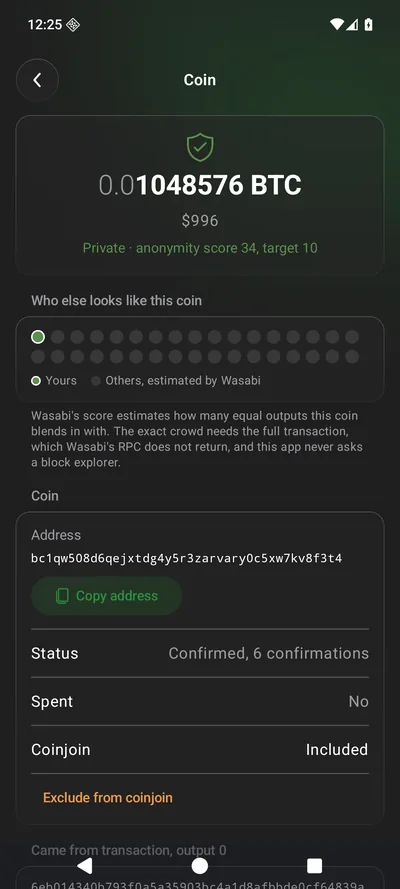 12:25
Coin
0.01048576 BTC
$996
Private · anonymity score 34, target 10
Who else looks like this coin
Yours Others, estimated by Wasabi
Wasabi's score estimates how many equal outputs this coin
blends in with. The exact crowd needs the full transaction,
which Wasabi's RPC does not return, and this app never asks
a block explorer.
Coin
Address
bc1qw508d6qejxtdg4y5r3zarvary0c5xw7kv8f3t4
Copy address
Status Confirmed, 6 confirmations
Spent No
Coinjoin Included
Exclude from coinjoin
Came from transaction, output 0